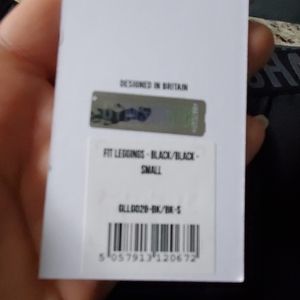 DESIGNED IN BRITAIN
FIT LEGGINGS - BLACK/BLACK -
SMALL
GLLG028-BK/BK-S
5 057913 120672